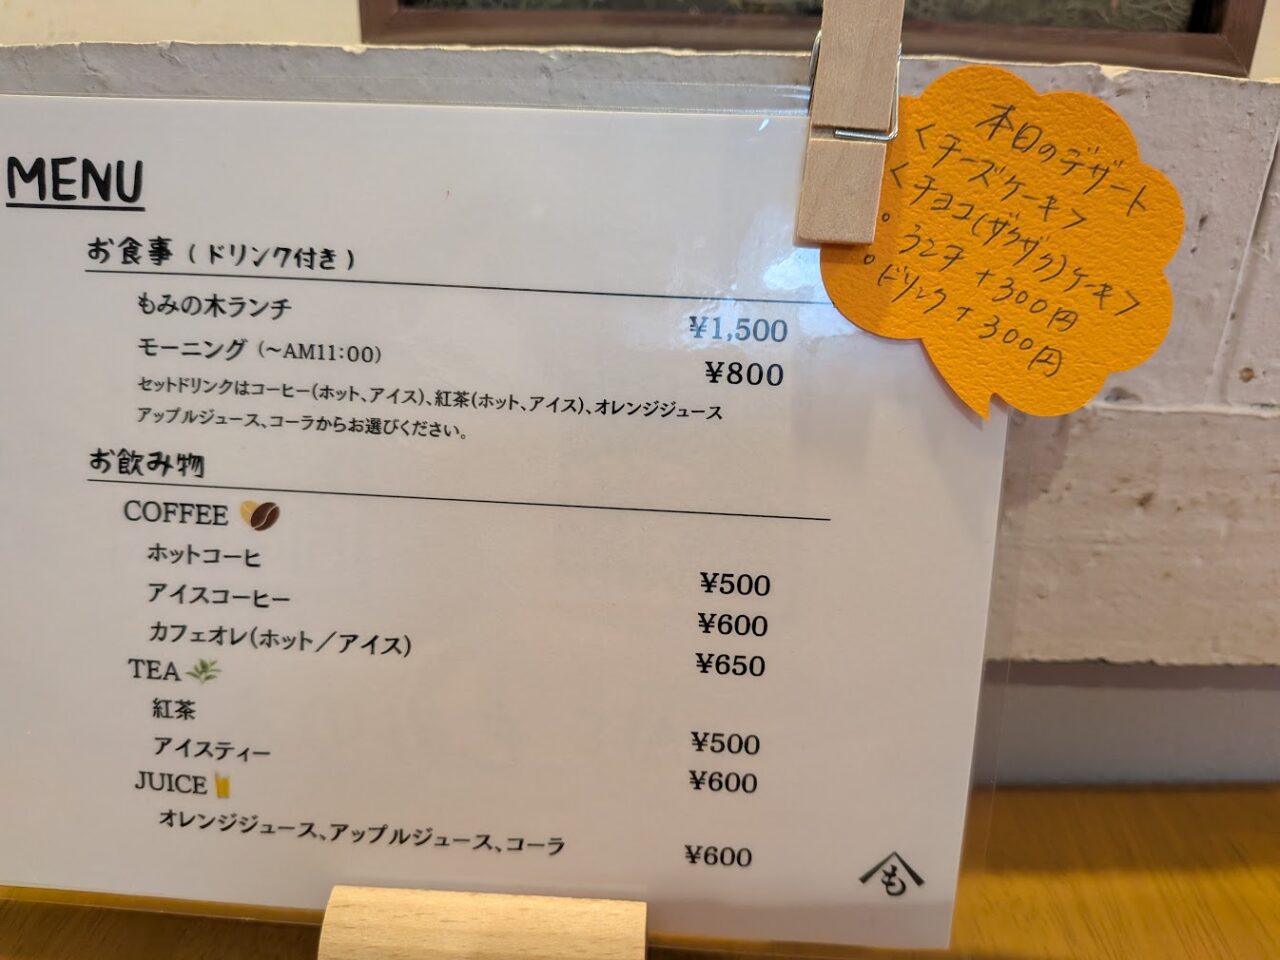 MENU
お食事 ( ドリンク付き )
もみの木ランチ ¥1,500
モーニング (～AM11:00) ¥800
セットドリンクはコーヒー(ホット、アイス)、紅茶(ホット、アイス)、オレンジジュース
アップルジュース、コーラからお選びください。
お飲み物
COFFEE
ホットコーヒ ¥500
アイスコーヒー ¥600
カフェオレ(ホット／アイス) ¥650
TEA
紅茶 ¥500
アイスティー ¥600
JUICE
オレンジジュース、アップルジュース、コーラ ¥600
も
本日のデザート
<チーズケーキ>
<チョコ(ザクザク)ケーキ>
。ランチ+300円
。ドリンク+300円